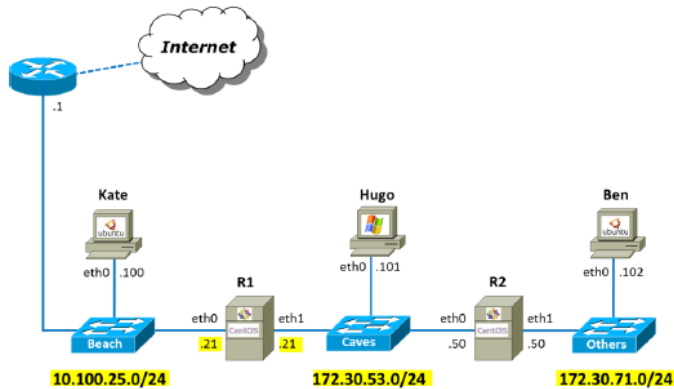 Internet
.1
Kate
Hugo
Ben
ubuntu
ubuntu
eth0 .100
eth0 .101
eth0 .102
R1
R2
eth0
eth1
eth0
eth1
CentOS
CentOS
Beach
.21
.21
Caves
.50
.50
Others
10.100.25.0/24
172.30.53.0/24
172.30.71.0/24